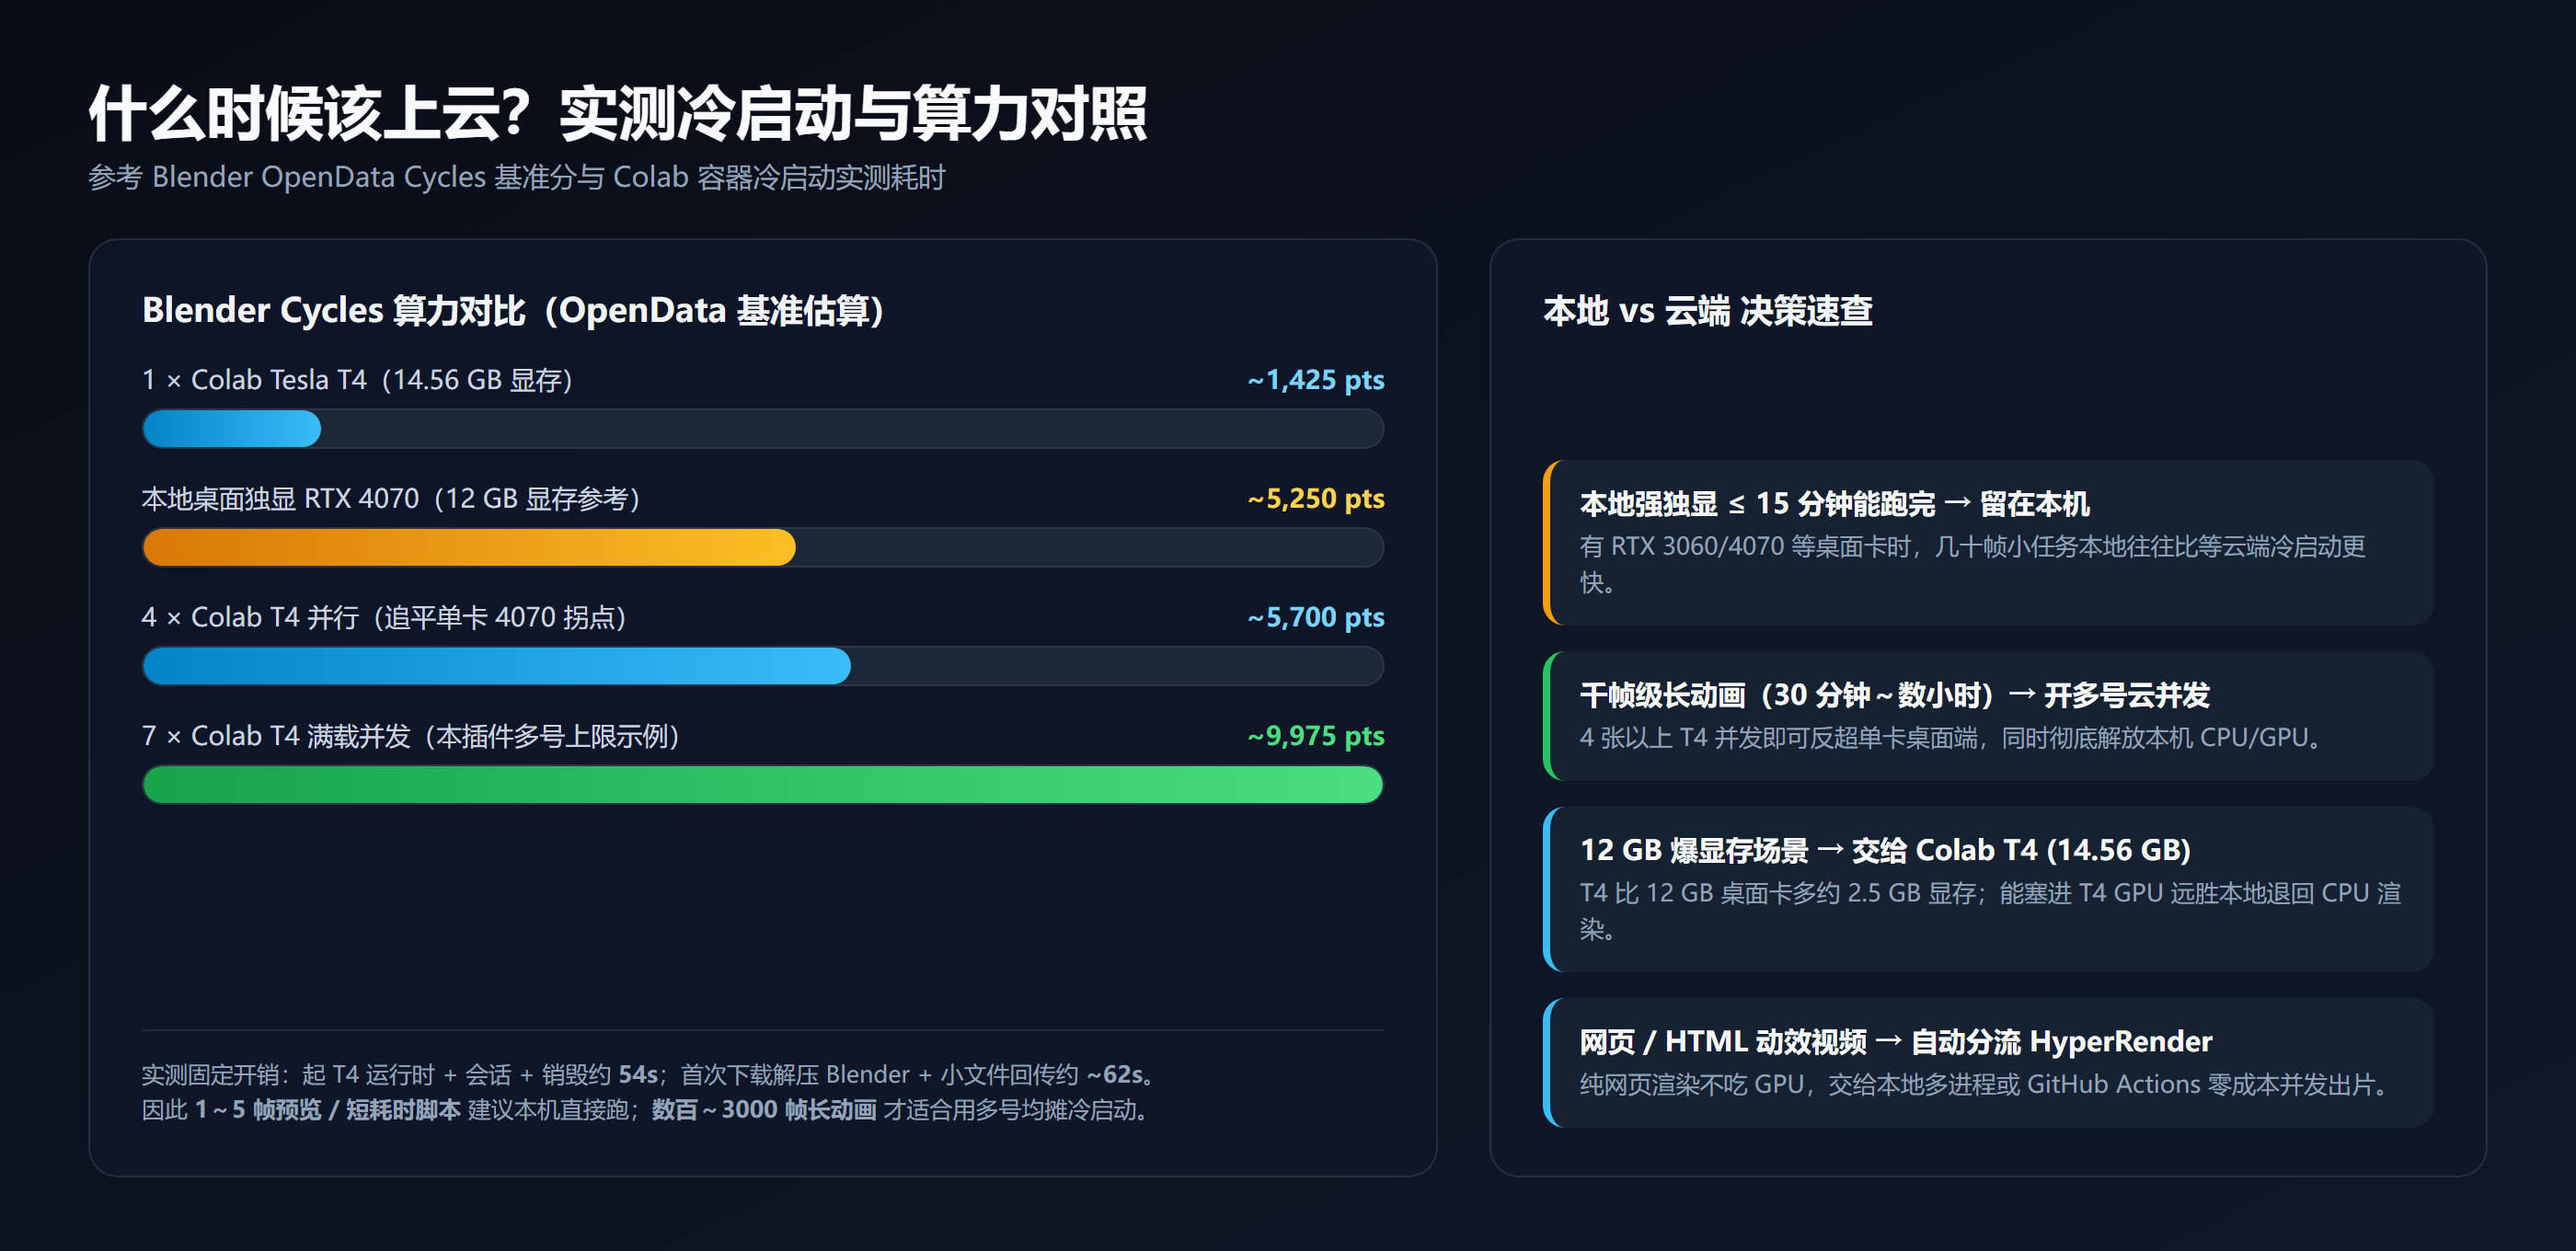 什么时候该上云？实测冷启动与算力对照
参考 Blender OpenData Cycles 基准分与 Colab 容器冷启动实测耗时
Blender Cycles 算力对比（OpenData 基准估算）
1 × Colab Tesla T4（14.56 GB 显存）
~1,425 pts
本地桌面独显 RTX 4070（12 GB 显存参考）
~5,250 pts
4 × Colab T4 并行（追平单卡 4070 拐点）
~5,700 pts
7 × Colab T4 满载并发（本插件多号上限示例）
~9,975 pts
实测固定开销：起 T4 运行时 + 会话 + 销毁约 54s；首次下载解压 Blender + 小文件回传约 ~62s。
因此 1～5 帧预览 / 短耗时脚本 建议本机直接跑；数百～3000 帧长动画 才适合用多号均摊冷启动。
本地 vs 云端 决策速查
本地强独显 ≤ 15 分钟能跑完 → 留在本机
有 RTX 3060/4070 等桌面卡时，几十帧小任务本地往往比等云端冷启动更
快。
千帧级长动画（30 分钟～数小时）→ 开多号云并发
4 张以上 T4 并发即可反超单卡桌面端，同时彻底解放本机 CPU/GPU。
12 GB 爆显存场景 → 交给 Colab T4 (14.56 GB)
T4 比 12 GB 桌面卡多约 2.5 GB 显存；能塞进 T4 GPU 远胜本地退回 CPU 渲
染。
网页 / HTML 动效视频 → 自动分流 HyperRender
纯网页渲染不吃 GPU，交给本地多进程或 GitHub Actions 零成本并发出片。